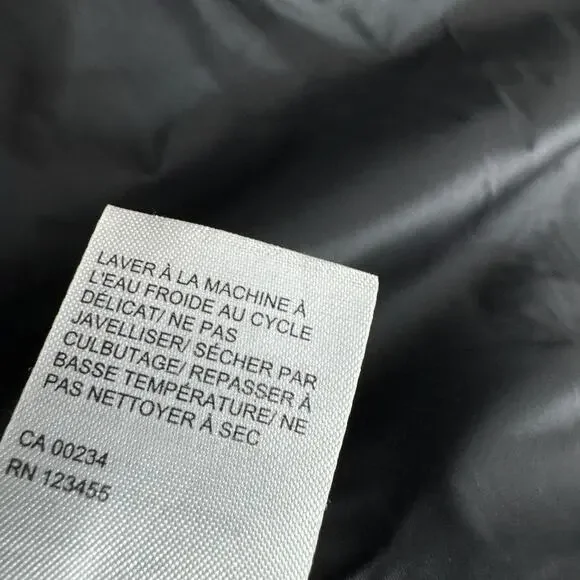 LAVER À LA MACHINE À
L'EAU FROIDE AU CYCLE
DÉLICAT/ NE PAS
JAVELLISER/ SÉCHER PAR
CULBUTAGE/ REPASSER À
BASSE TEMPÉRATURE/ NE
PAS NETTOYER À SEC
CA 00234
RN 123455